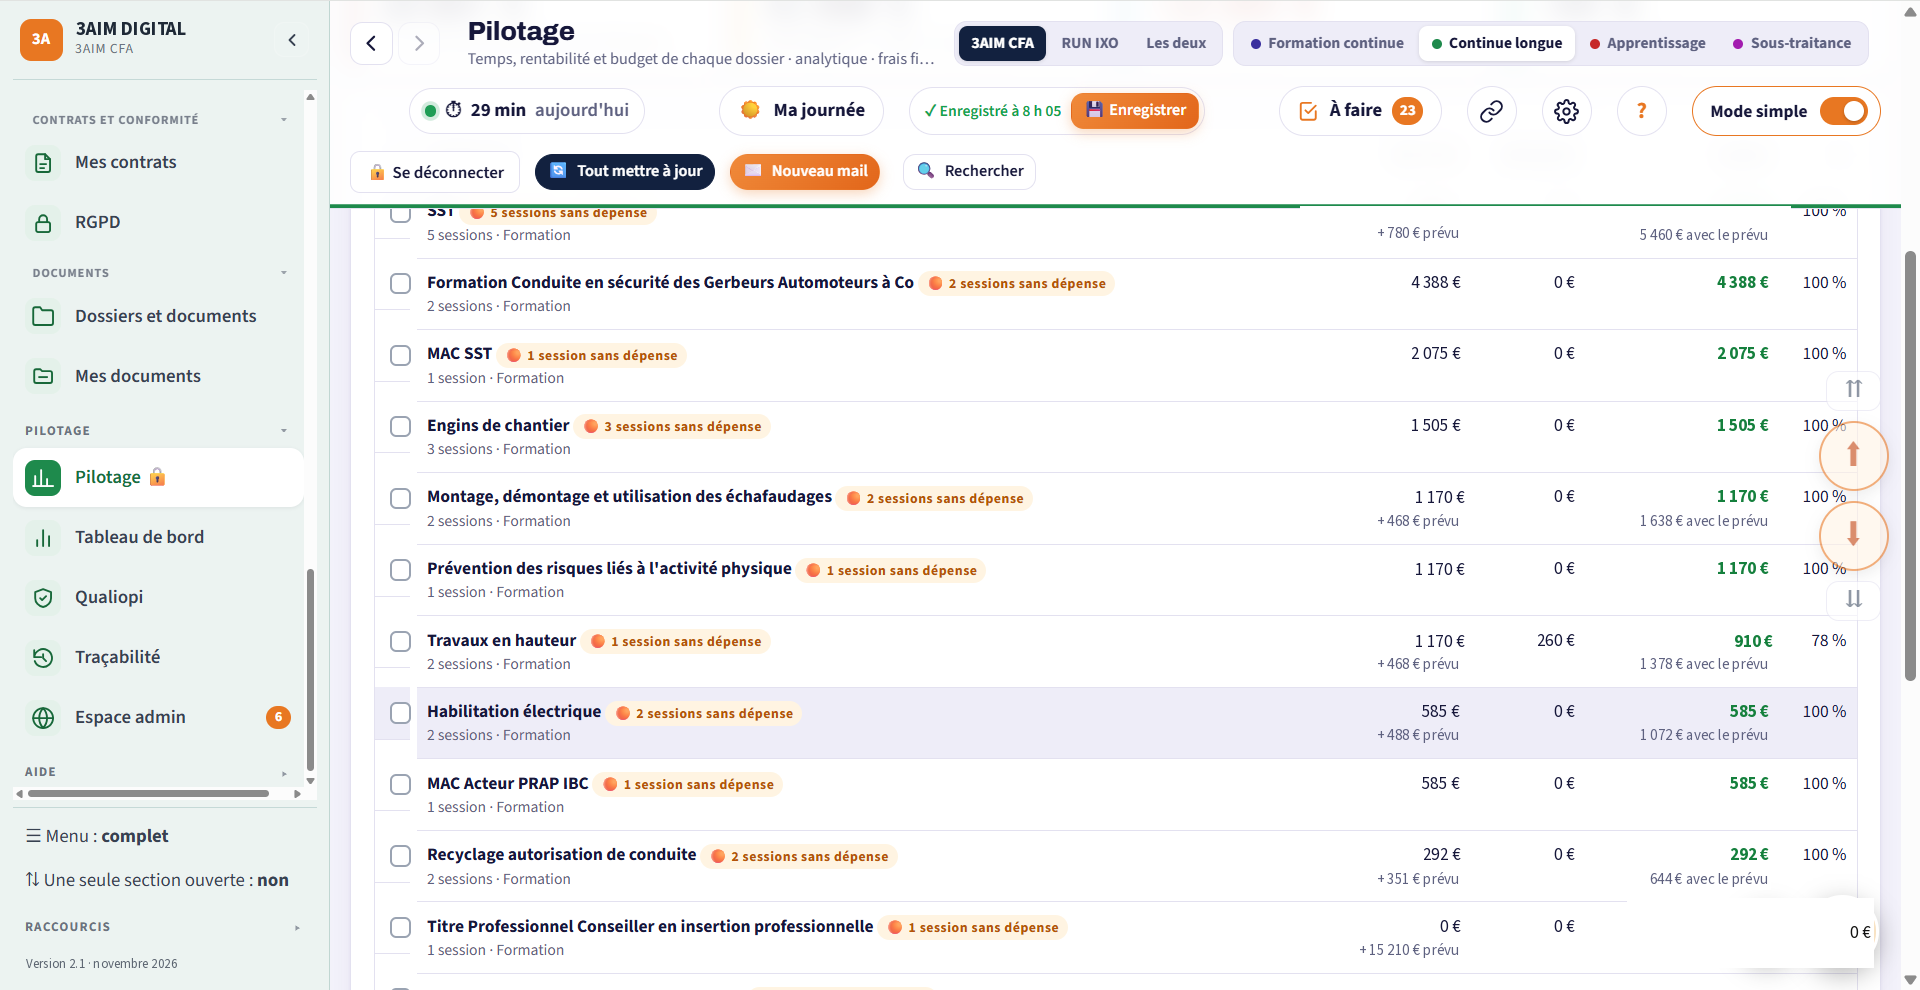 3A
3AIM DIGITAL
3AIM CFA
CONTRATS ET CONFORMITÉ
Mes contrats
RGPD
DOCUMENTS
Dossiers et documents
Mes documents
PILOTAGE
Pilotage
Tableau de bord
Qualiopi
Traçabilité
Espace admin 6
AIDE
Menu : complet
Une seule section ouverte : non
RACCOURCIS
Version 2.1 · novembre 2026
Pilotage
Temps, rentabilité et budget de chaque dossier · analytique · frais fi…
3AIM CFA RUN IXO Les deux
Formation continue Continue longue Apprentissage Sous-traitance
29 min aujourd'hui
Ma journée
✓ Enregistré à 8 h 05 Enregistrer
À faire 23
?
Mode simple
Se déconnecter
Tout mettre à jour
Nouveau mail
Rechercher
SST 5 sessions sans dépense 100 %
5 sessions · Formation + 780 € prévu 5 460 € avec le prévu
Formation Conduite en sécurité des Gerbeurs Automoteurs à Co 2 sessions sans dépense 4 388 € 0 € 4 388 € 100 %
2 sessions · Formation
MAC SST 1 session sans dépense 2 075 € 0 € 2 075 € 100 %
1 session · Formation
Engins de chantier 3 sessions sans dépense 1 505 € 0 € 1 505 € 100 %
3 sessions · Formation
Montage, démontage et utilisation des échafaudages 2 sessions sans dépense 1 170 € 0 € 1 170 € 100 %
2 sessions · Formation + 468 € prévu 1 638 € avec le prévu
Prévention des risques liés à l'activité physique 1 session sans dépense 1 170 € 0 € 1 170 € 100 %
1 session · Formation
Travaux en hauteur 1 session sans dépense 1 170 € 260 € 910 € 78 %
2 sessions · Formation + 468 € prévu 1 378 € avec le prévu
Habilitation électrique 2 sessions sans dépense 585 € 0 € 585 € 100 %
2 sessions · Formation + 488 € prévu 1 072 € avec le prévu
MAC Acteur PRAP IBC 1 session sans dépense 585 € 0 € 585 € 100 %
1 session · Formation
Recyclage autorisation de conduite 2 sessions sans dépense 292 € 0 € 292 € 100 %
2 sessions · Formation + 351 € prévu 644 € avec le prévu
Titre Professionnel Conseiller en insertion professionnelle 1 session sans dépense 0 € 0 € 0 €
1 session · Formation + 15 210 € prévu